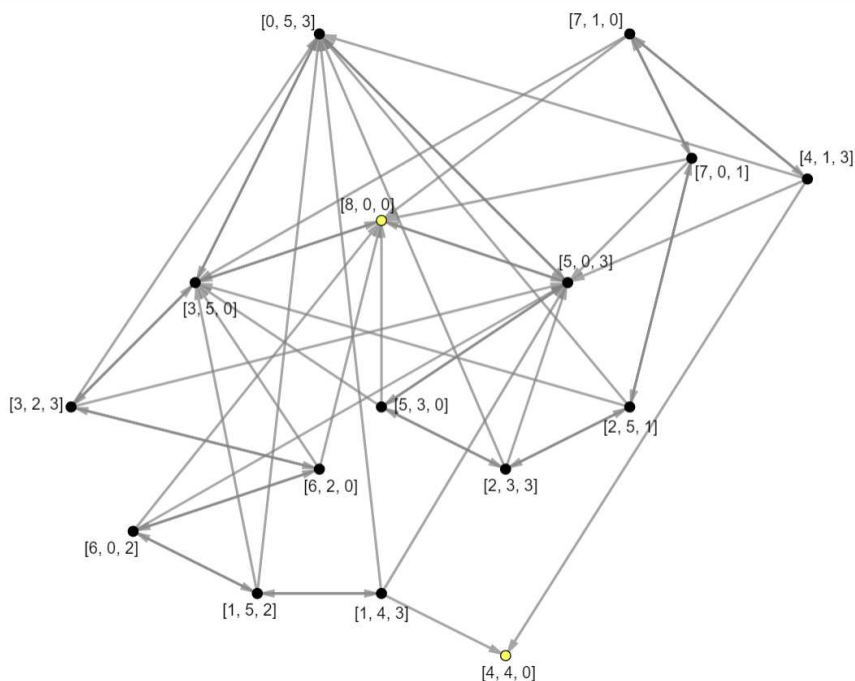 [0, 5, 3]
[7, 1, 0]
[4, 1, 3]
[7, 0, 1]
[8, 0, 0]
[5, 0, 3]
[3, 5, 0]
[3, 2, 3]
[5, 3, 0]
[2, 5, 1]
[6, 2, 0]
[2, 3, 3]
[6, 0, 2]
[1, 5, 2]
[1, 4, 3]
[4, 4, 0]